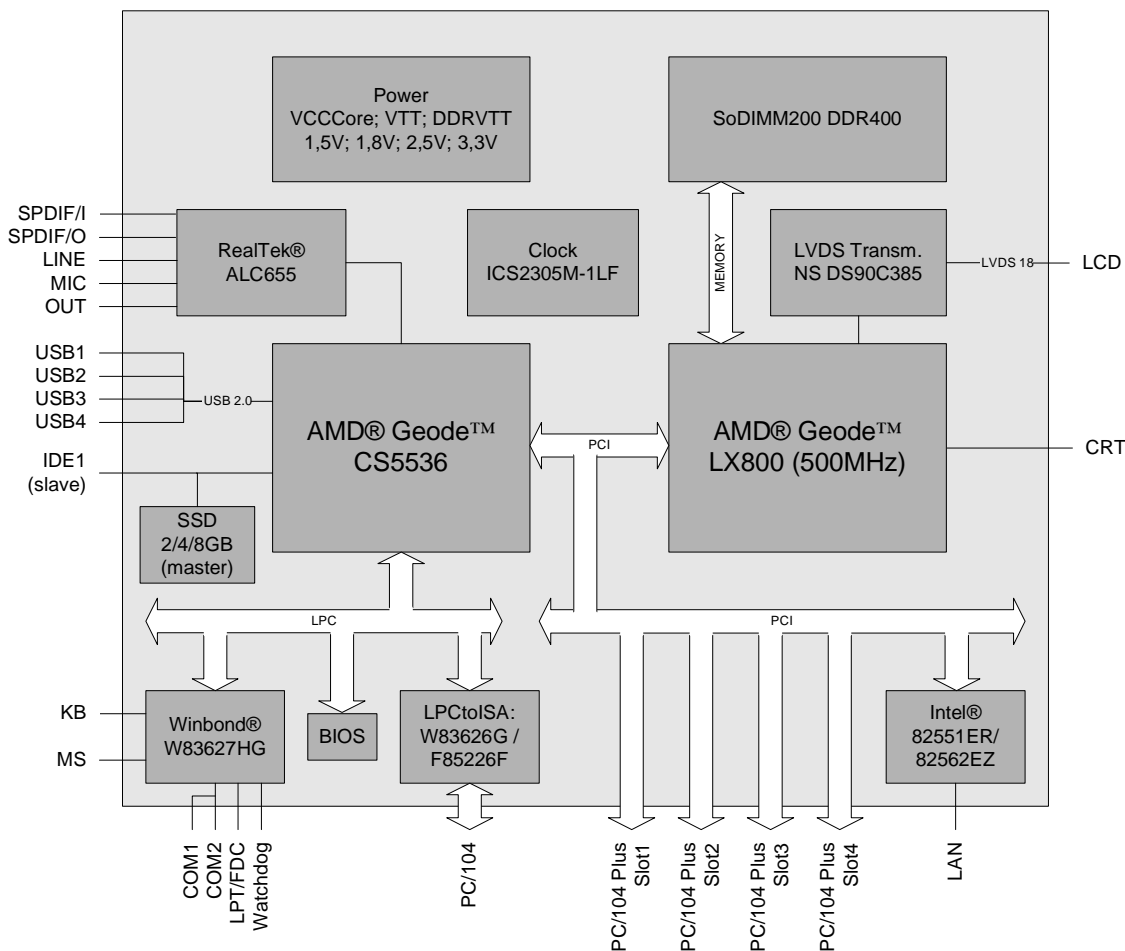 Power
VCCCore; VTT; DDRVTT
1,5V; 1,8V; 2,5V; 3,3V
SoDIMM200 DDR400
SPDIF/I
SPDIF/O
LINE
MIC
OUT
RealTek®
ALC655
Clock
ICS2305M-1LF
MEMORY
LVDS Transm.
NS DS90C385
LVDS 18
LCD
USB1
USB2
USB3
USB4
USB 2.0
AMD® Geode™
CS5536
PCI
AMD® Geode™
LX800 (500MHz)
CRT
IDE1
(slave)
SSD
2/4/8GB
(master)
LPC
PCI
KB
MS
Winbond®
W83627HG
BIOS
LPCtoISA:
W83626G /
F85226F
Intel®
82551ER/
82562EZ
COM1
COM2
LPT/FDC
Watchdog
PC/104
PC/104 Plus
Slot1
PC/104 Plus
Slot2
PC/104 Plus
Slot3
PC/104 Plus
Slot4
LAN